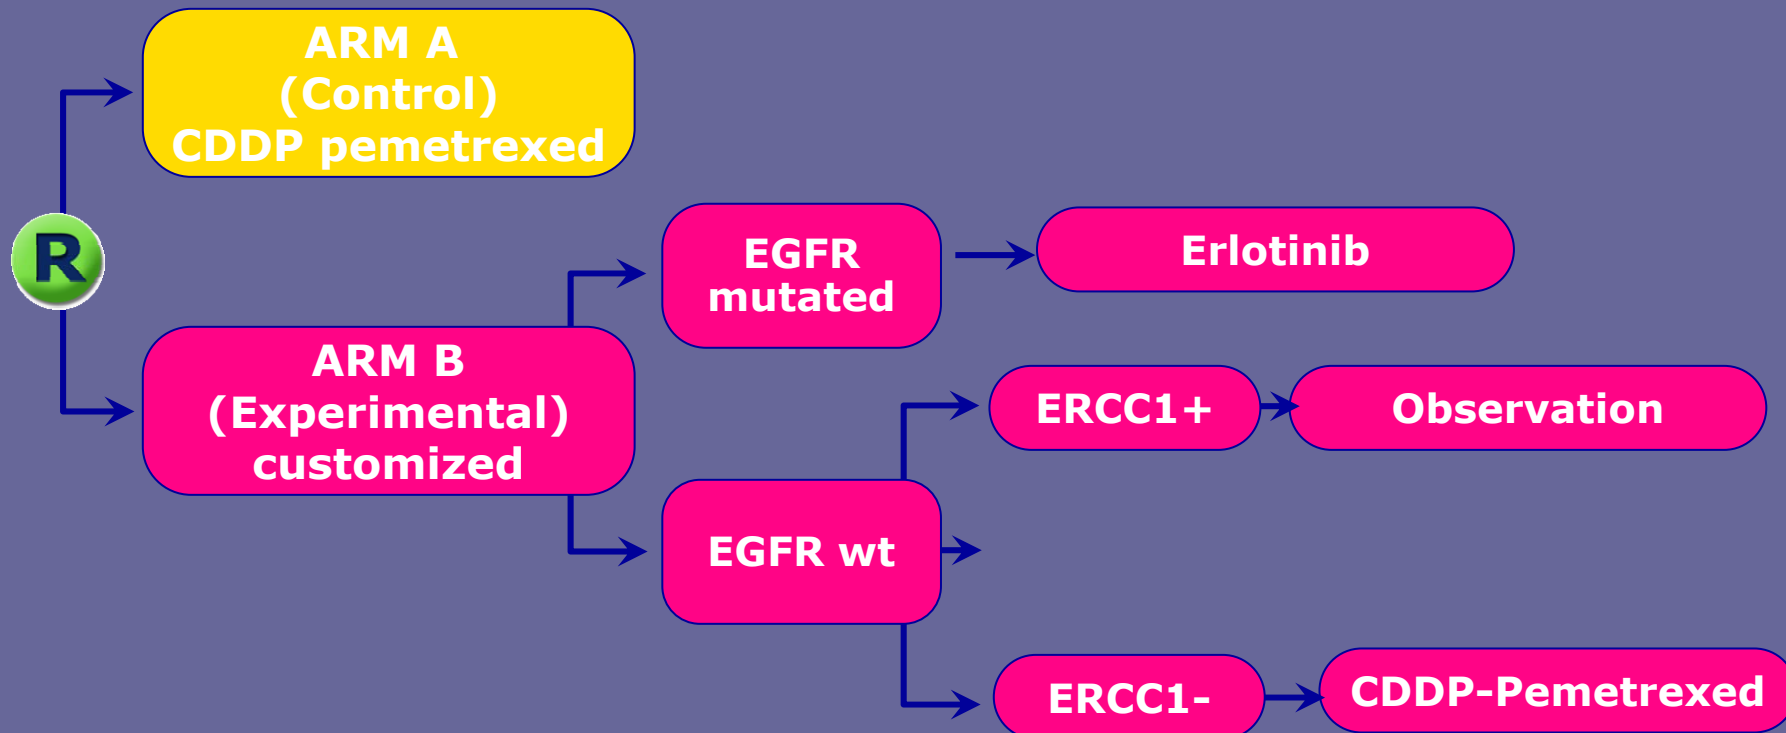 ARM A
(Control)
CDDP pemetrexed
R
EGFR
mutated
Erlotinib
ARM B
(Experimental)
customized
ERCC1+
Observation
EGFR wt
ERCC1-
CDDP-Pemetrexed